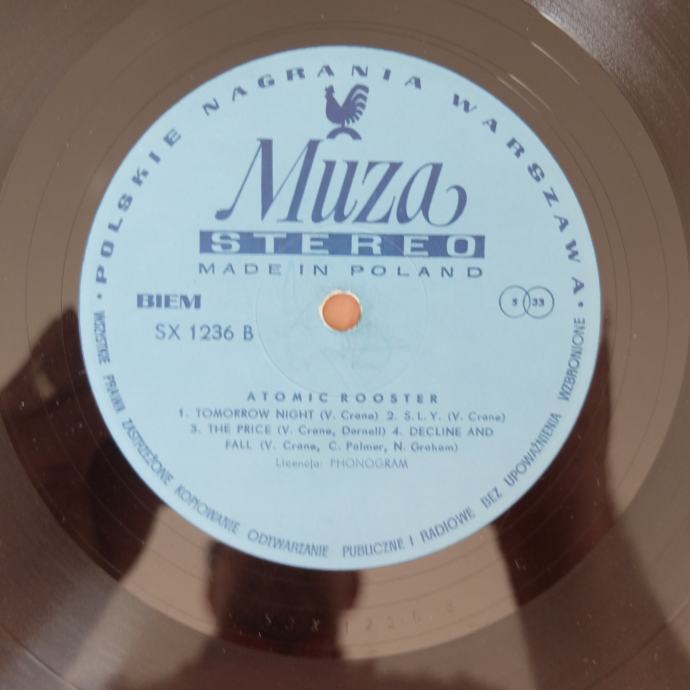 • POLSKIE NAGRANIA WARSZAWA •
Muza
STEREO
MADE IN POLAND
BIEM
S 33
SX 1236 B
ATOMIC ROOSTER
1. TOMORROW NIGHT (V. Crane) 2. S.L.Y. (V. Crane)
3. THE PRICE (V. Crane, Darnell) 4. DECLINE AND
FALL (V. Crane, C. Palmer, N. Graham)
Licencja: PHONOGRAM
WSZYSTKIE PRAWA ZASTRZEŻONE KOPIOWANIE ODTWARZANIE PUBLICZNE I RADIOWE BEZ UPOWAŻNIENIA WZBRONIONE